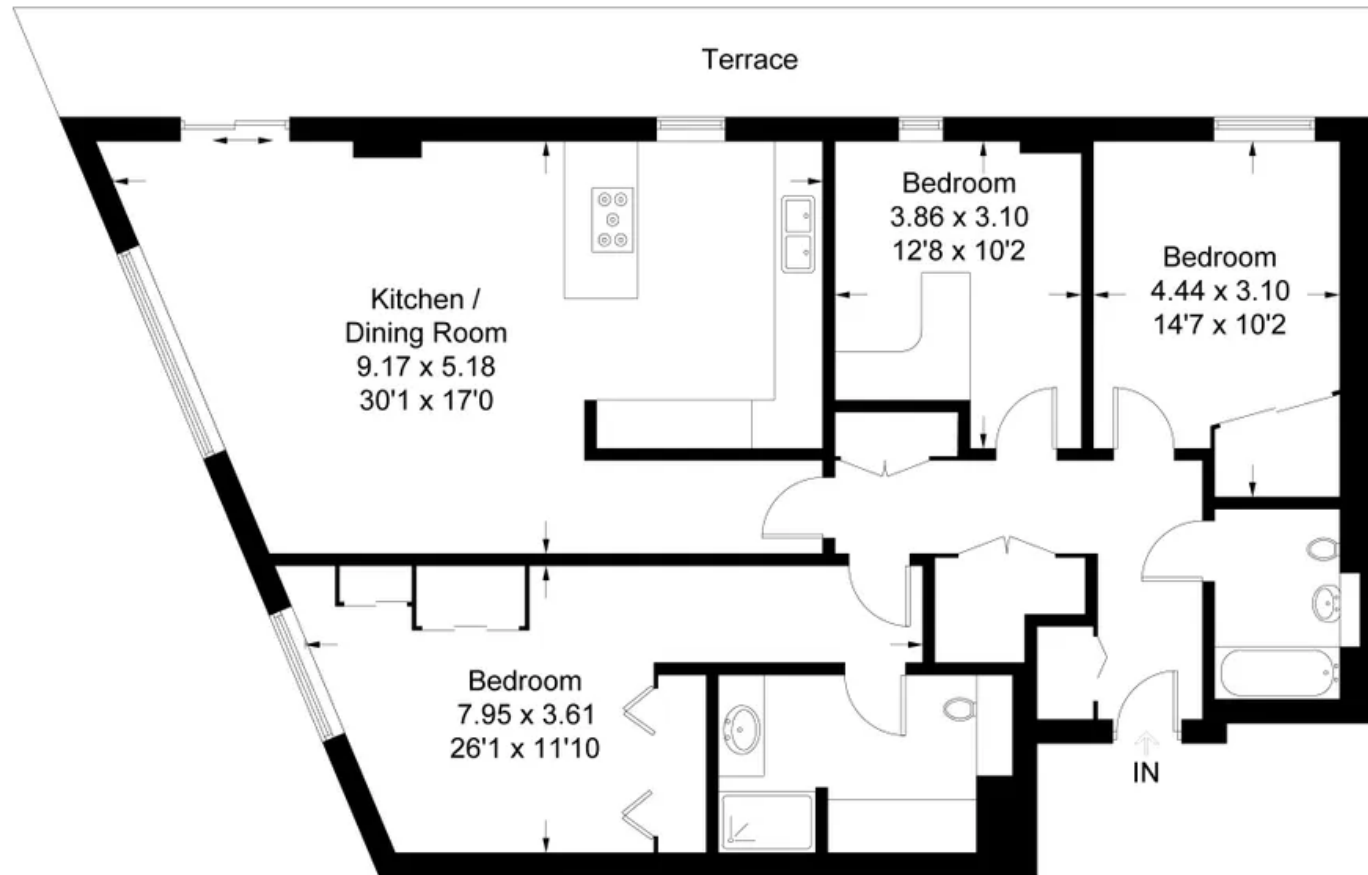 Terrace
Kitchen /
Dining Room
9.17 x 5.18
30'1 x 17'0
Bedroom
3.86 x 3.10
12'8 x 10'2
Bedroom
4.44 x 3.10
14'7 x 10'2
Bedroom
7.95 x 3.61
26'1 x 11'10
IN